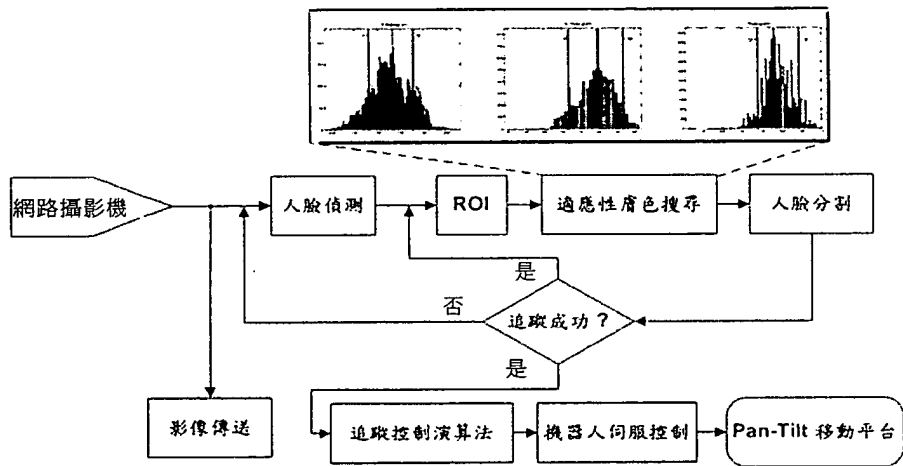 網路攝影機
人臉偵測
ROI
適應性膚色搜尋
人臉分割
是
否
追蹤成功？
是
影像傳送
追蹤控制演算法
機器人伺服控制
Pan-Tilt 移動平台